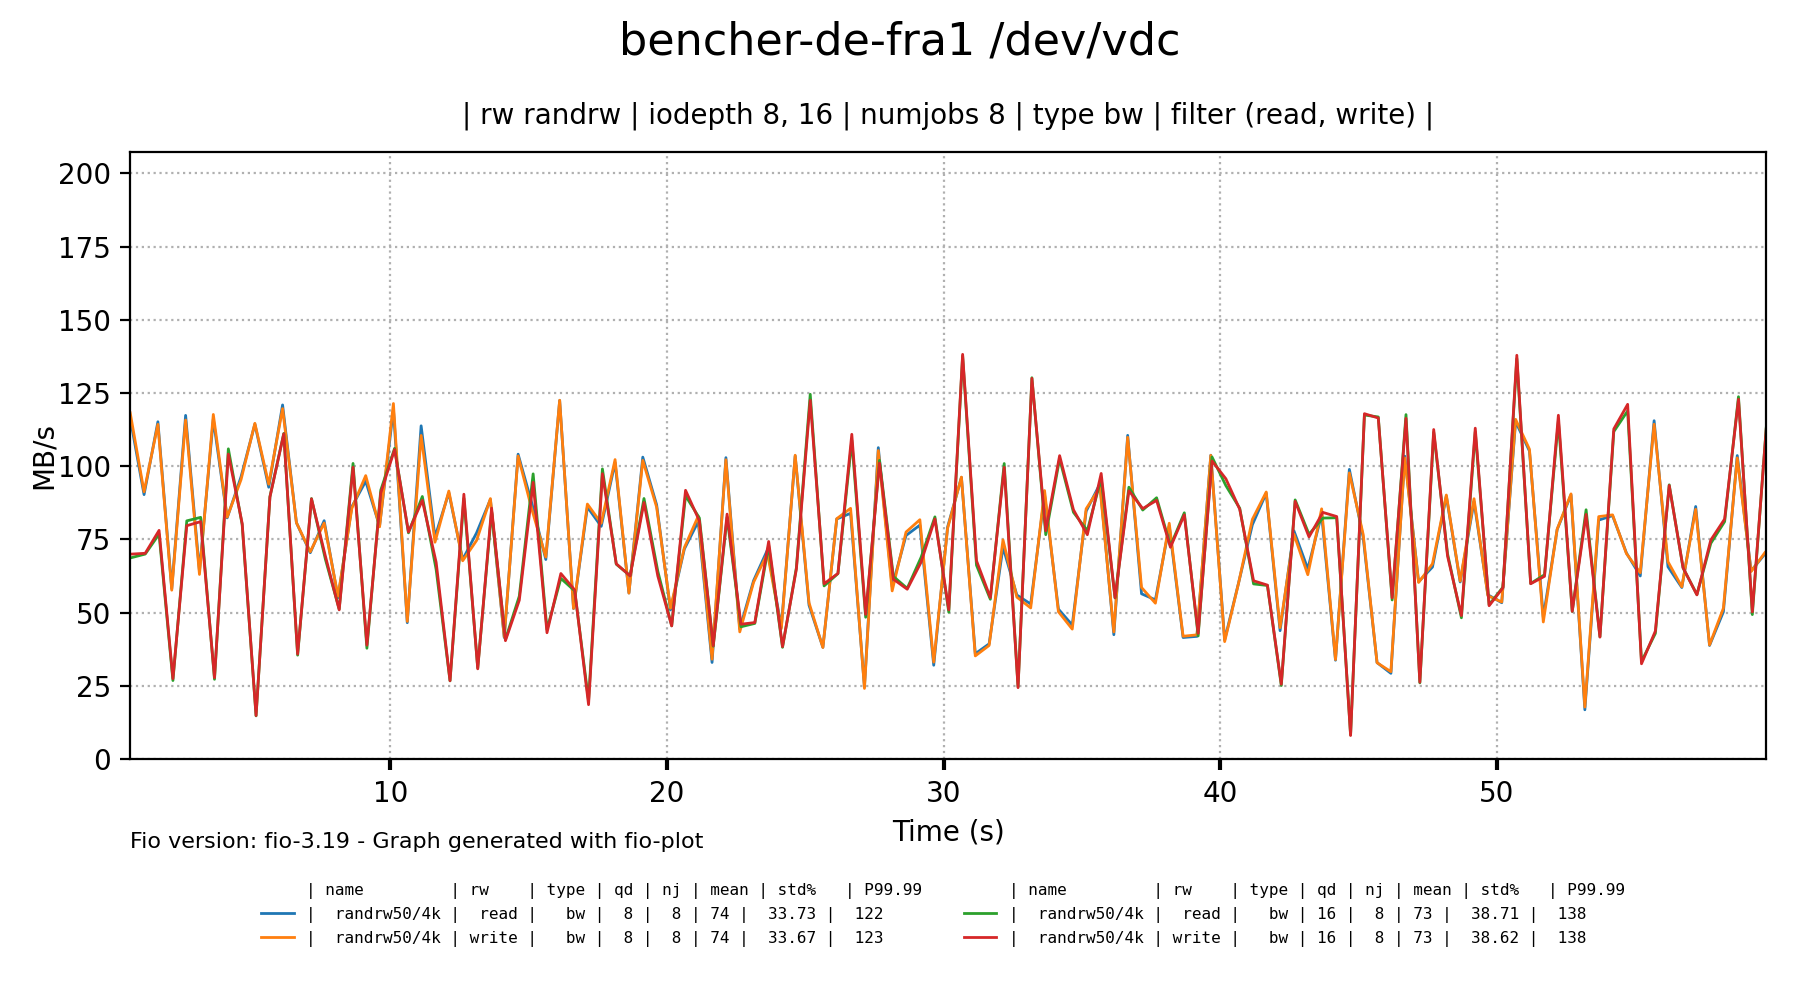 bencher-de-fra1 /dev/vdc
| rw randrw | iodepth 8, 16 | numjobs 8 | type bw | filter (read, write) |
200
175
150
125
100
75
50
25
0
MB/s
10 20 30 40 50
Time (s)
Fio version: fio-3.19 - Graph generated with fio-plot
| name | rw | type | qd | nj | mean | std% | P99.99 | name | rw | type | qd | nj | mean | std% | P99.99
| randrw50/4k | read | bw | 8 | 8 | 74 | 33.73 | 122 | randrw50/4k | read | bw | 16 | 8 | 73 | 38.71 | 138
| randrw50/4k | write | bw | 8 | 8 | 74 | 33.67 | 123 | randrw50/4k | write | bw | 16 | 8 | 73 | 38.62 | 138